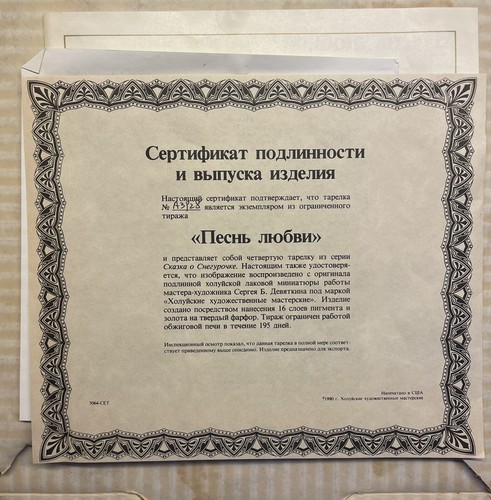 Сертификат подлинности
и выпуска изделия
Настоящий сертификат подтверждает, что тарелка
№ является экземпляром из ограниченного
тиража
«Песнь любви»
и представляет собой четвертую тарелку из серии
Сказка о Снегурочке. Настоящим также удостоверя-
ется, что изображение воспроизведено с оригинала
подлинной холуйской лаковой миниатюры работы
мастера-художника Сергея Б. Девяткина под маркой
«Холуйские художественные мастерские». Изделие
создано посредством нанесения 16 слоев пигмента и
золота на твердый фарфор. Тираж ограничен работой
обжиговой печи в течение 195 дней.
Инспекционный осмотр показал, что данная тарелка в полной мере соответ-
ствует приведенному выше описанию. Изделие предназначено для экспорта.
Напечатано в США
7064-CET
°1990 г. Холуйские художественные мастерские